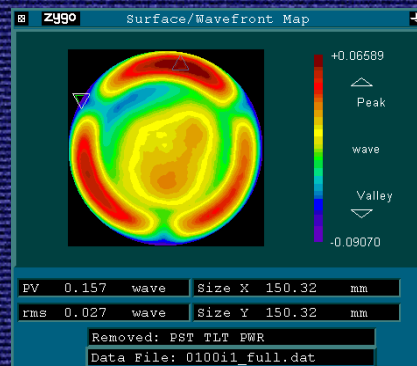 zygo Surface/Wavefront Map
+0.06589
Peak
wave
Valley
-0.09070
PV 0.157 wave Size X 150.32 mm
rms 0.027 wave Size Y 150.32 mm
Removed: PST TLT PWR
Data File: 0100i1_full.dat